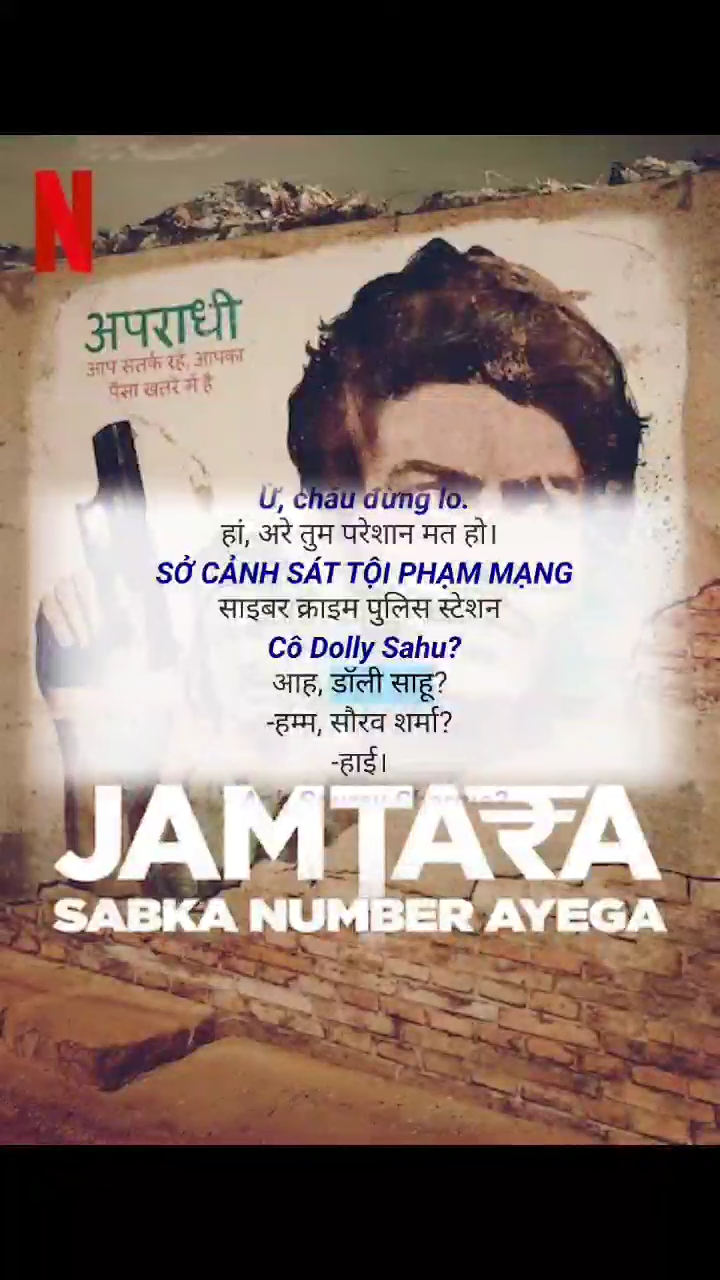 N
अपराधी
आप सतर्क रहे, आपका
पैसा खतरे में है
Ừ, cháu đừng lo.
हां, अरे तुम परेशान मत हो।
SỞ CẢNH SÁT TỘI PHẠM MẠNG
साइबर क्राइम पुलिस स्टेशन
Cô Dolly Sahu?
आह, डॉली साहू?
-हम्म, सौरव शर्मा?
-हाई।
JAMTARA
SABKA NUMBER AYEGA